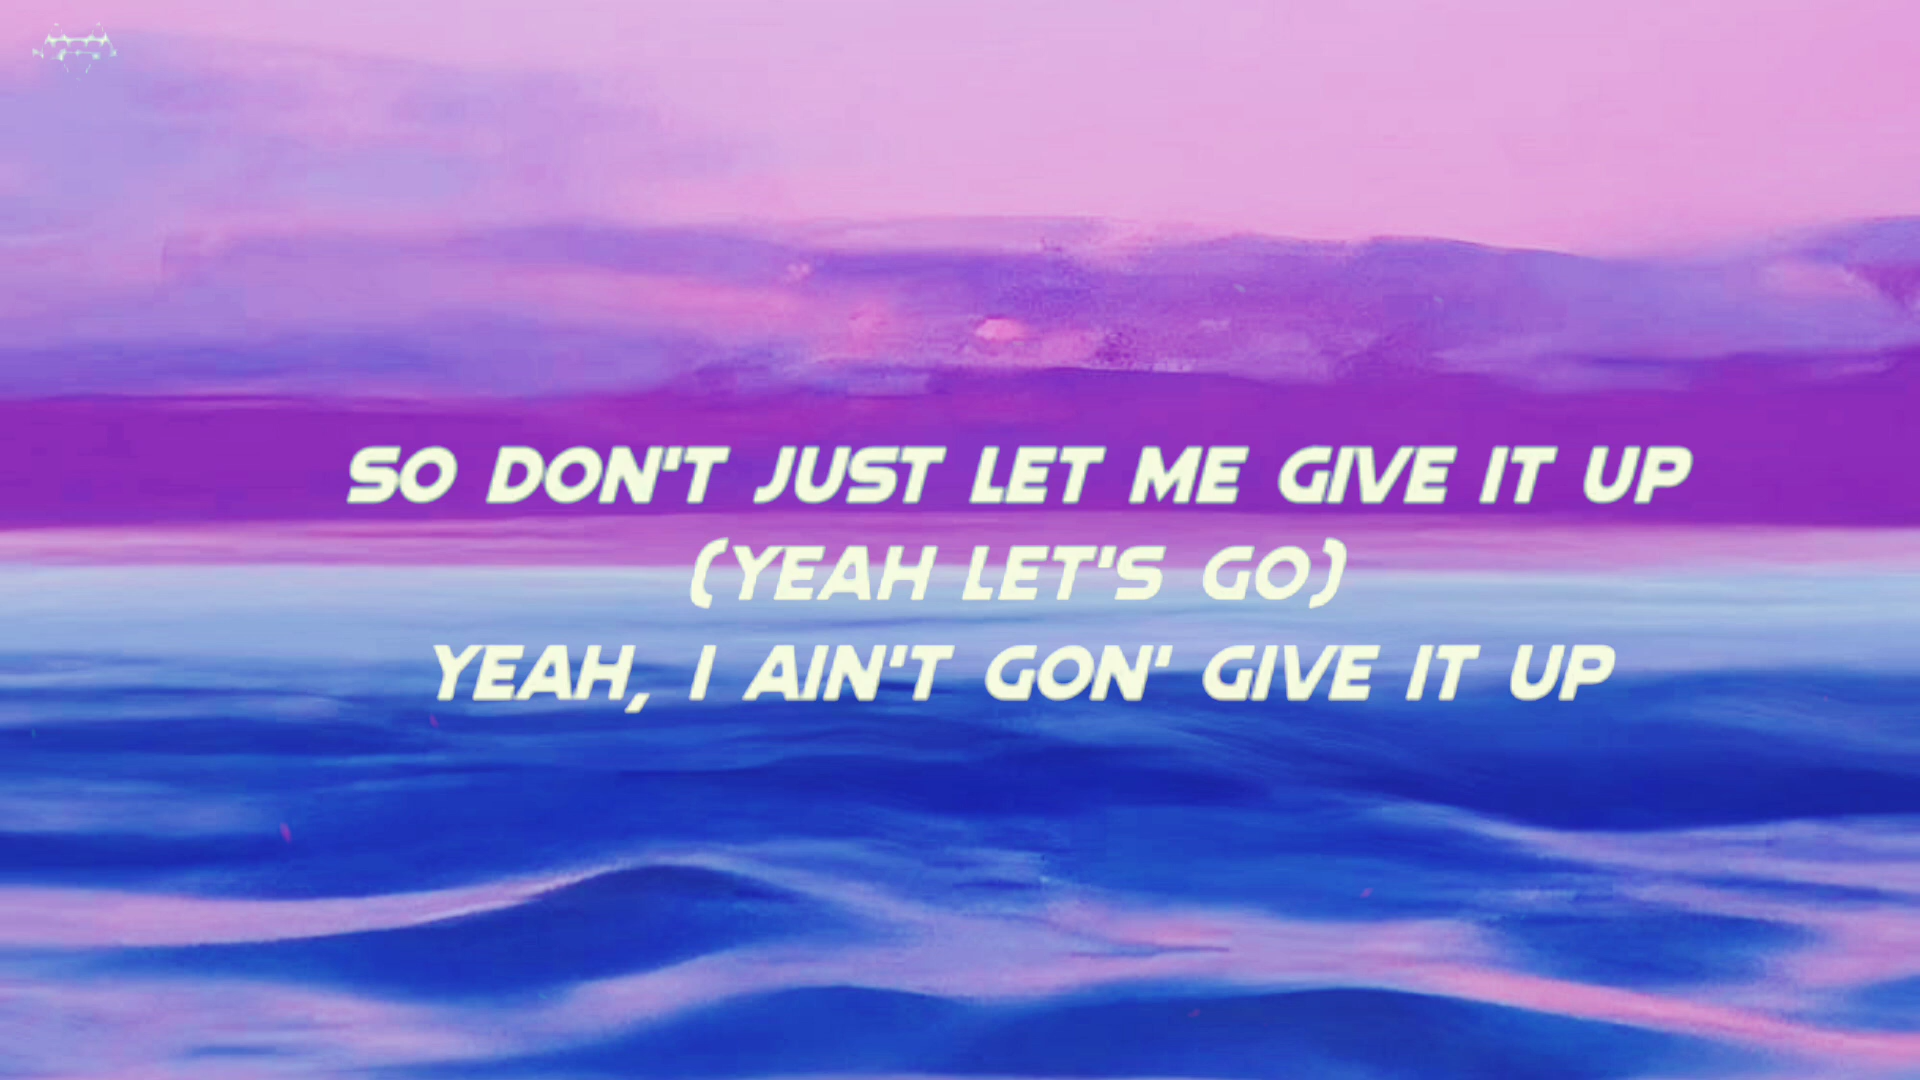 SO DON'T JUST LET ME GIVE IT UP
(YEAH LET'S GO)
YEAH, I AIN'T GON' GIVE IT UP